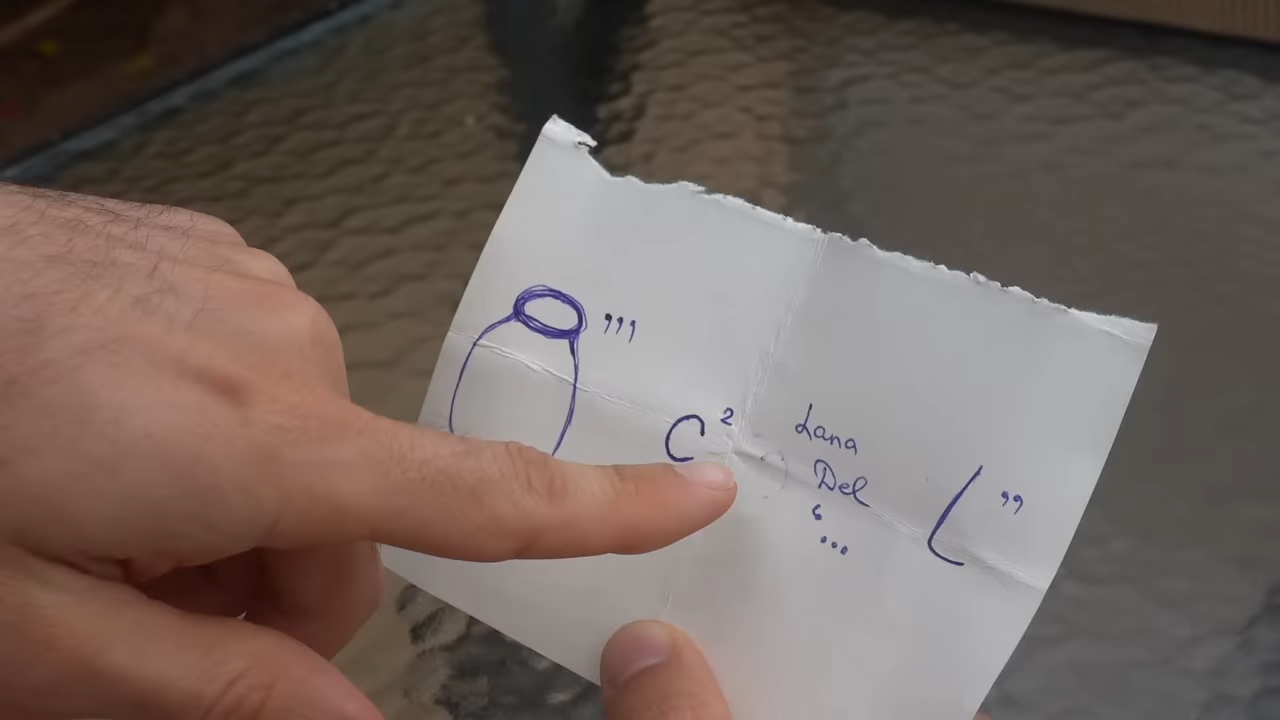 ,,,
C²
Lana
Del
‘...
L ,,